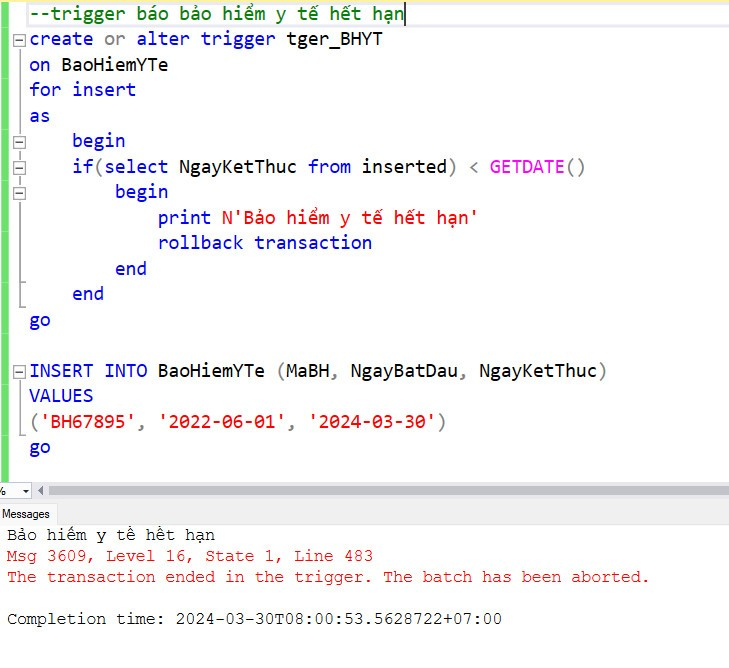 --trigger báo bảo hiểm y tế hết hạn
create or alter trigger tger_BHYT
on BaoHiemYTe
for insert
as
begin
if(select NgayKetThuc from inserted) < GETDATE()
begin
print N'Bảo hiểm y tế hết hạn'
rollback transaction
end
end
go
INSERT INTO BaoHiemYTe (MaBH, NgayBatDau, NgayKetThuc)
VALUES
('BH67895', '2022-06-01', '2024-03-30')
go
%
Messages
Bảo hiểm y tế hết hạn
Msg 3609, Level 16, State 1, Line 483
The transaction ended in the trigger. The batch has been aborted.
Completion time: 2024-03-30T08:00:53.5628722+07:00